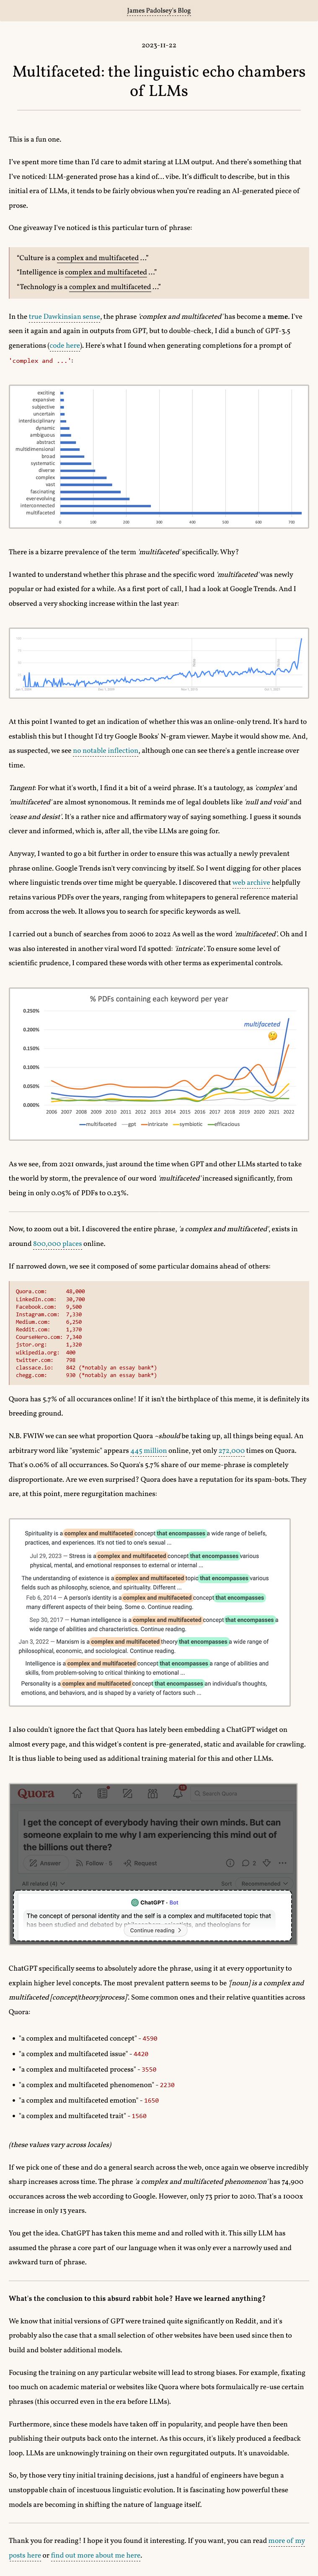 James Padolsey's Blog
2023-11-22
Multifaceted: the linguistic echo chambers
of LLMs
This is a fun one.
I've spent more time than I'd care to admit staring at LLM output. And there's something that
I've noticed: LLM-generated prose has a kind of... vibe. It's difficult to describe, but in this
initial era of LLMs, it tends to be fairly obvious when you're reading an AI-generated piece of
prose.
One giveaway I've noticed is this particular turn of phrase:
"Culture is a complex and multifaceted ..."
"Intelligence is complex and multifaceted ..."
"Technology is a complex and multifaceted ..."
In the true Dawkinsian sense, the phrase 'complex and multifaceted' has become a meme. I've
seen it again and again in outputs from GPT, but to double-check, I did a bunch of GPT-3.5
generations (code here). Here's what I found when generating completions for a prompt of
'complex and ...':
exciting
expansive
subjective
uncertain
interdisciplinary
dynamic
ambiguous
abstract
multidimensional
broad
systematic
diverse
complex
vast
fascinating
everevolving
interconnected
multifaceted
0 100 200 300 400 500 600 700
There is a bizarre prevalence of the term 'multifaceted' specifically. Why?
I wanted to understand whether this phrase and the specific word 'multifaceted' was newly
popular or had existed for a while. As a first port of call, I had a look at Google Trends. And I
observed a very shocking increase within the last year:
At this point I wanted to get an indication of whether this was an online-only trend. It's hard to
establish this but I thought I'd try Google Books' N-gram viewer. Maybe it would show me. And,
as suspected, we see no notable inflection, although one can see there's a gentle increase over
time.
Tangent: For what it's worth, I find it a bit of a weird phrase. It's a tautology, as 'complex' and
'multifaceted' are almost synonymous. It reminds me of legal doublets like 'null and void' and
'cease and desist'. It's a rather nice and affirmatory way of saying something. I guess it sounds
clever and informed, which is, after all, the vibe LLMs are going for.
Anyway, I wanted to go a bit further in order to ensure this was actually a newly prevalent
phrase online. Google Trends isn't very convincing by itself. So I went digging for other places
where linguistic trends over time might be queryable. I discovered that web archive helpfully
retains various PDFs over the years, ranging from whitepapers to general reference material
from accross the web. It allows you to search for specific keywords as well.
I carried out a bunch of searches from 2006 to 2022 As well as the word 'multifaceted'. Oh and I
was also interested in another viral word I'd spotted: 'intricate'. To ensure some level of
scientific prudence, I compared these words with other terms as experimental controls.
% PDFs containing each keyword per year
0.250%
0.200%
0.150%
0.100%
0.050%
0.000%
multifaceted
2006 2007 2008 2009 2010 2011 2012 2013 2014 2015 2016 2017 2018 2019 2020 2021 2022
multifaceted gpt intricate symbiotic efficacious
As we see, from 2021 onwards, just around the time when GPT and other LLMs started to take
the world by storm, the prevalence of our word 'multifaceted' increased significantly, from
being in only 0.05% of PDFs to 0.23%.
Now, to zoom out a bit. I discovered the entire phrase, 'a complex and multifaceted', exists in
around 800,000 places online.
If narrowed down, we see it composed of some particular domains ahead of others:
Quora.com: 48,000
LinkedIn.com: 30,700
Facebook.com: 9,500
Instagram.com: 7,330
Medium.com: 6,250
Reddit.com: 1,370
CourseHero.com: 7,340
jstor.org: 1,320
wikipedia.org: 400
twitter.com: 798
classace.io: 842 (*notably an essay bank*)
chegg.com: 930 (*notably an essay bank*)
Quora has 5.7% of all occurances online! If it isn't the birthplace of this meme, it is definitely its
breeding ground.
N.B. FWIW we can see what proportion Quora ~should be taking up, all things being equal. An
arbitrary word like "systemic" appears 445 million online, yet only 272,000 times on Quora.
That's 0.06% of all occurrances. So Quora's 5.7% share of our meme-phrase is completely
disproportionate. Are we even surprised? Quora does have a reputation for its spam-bots. They
are, at this point, mere regurgitation machines:
Spirituality is a complex and multifaceted concept that encompasses a wide range of beliefs,
practices, and experiences. It's not tied to one's sexual ...
Jul 29, 2023 — Stress is a complex and multifaceted concept that encompasses various
physical, mental, and emotional responses to external or internal ...
The understanding of existence is a complex and multifaceted topic that encompasses various
fields such as philosophy, science, and spirituality. Different ...
Feb 6, 2014 — A person's identity is a complex and multifaceted concept that encompasses
many different aspects of their being. Some o. Continue reading.
Sep 30, 2017 — Human intelligence is a complex and multifaceted concept that encompasses a
wide range of abilities and characteristics. Continue reading.
Jan 3, 2022 — Marxism is a complex and multifaceted theory that encompasses a wide range of
philosophical, economic, and sociological. Continue reading.
Intelligence is a complex and multifaceted concept that encompasses a range of abilities and
skills, from problem-solving to critical thinking to emotional ...
Personality is a complex and multifaceted concept that encompasses an individual's thoughts,
emotions, and behaviors, and is shaped by a variety of factors such ...
I also couldn't ignore the fact that Quora has lately been embedding a ChatGPT widget on
almost every page, and this widget's content is pre-generated, static and available for crawling.
It is thus liable to being used as additional training material for this and other LLMs.
Quora
Search Quora
I get the concept of everybody having their own minds. But can
someone explain to me why I am experiencing this mind out of
the billions out there?
Answer Follow · 5 Request 2
All related (4) Sort Recommended
ChatGPT · Bot
The concept of personal identity and the self is a complex and multifaceted topic that
has been studied and debated by philosophers, scientists, and theologians for
Continue reading
ChatGPT specifically seems to absolutely adore the phrase, using it at every opportunity to
explain higher level concepts. The most prevalent pattern seems to be '[noun] is a complex and
multifaceted [concept/theory/process]'. Some common ones and their relative quantities across
Quora:
• "a complex and multifaceted concept" - 4590
• "a complex and multifaceted issue" - 4420
• "a complex and multifaceted process" - 3550
• "a complex and multifaceted phenomenon" - 2230
• "a complex and multifaceted emotion" - 1650
• "a complex and multifaceted trait" - 1560
(these values vary across locales)
If we pick one of these and do a general search across the web, once again we observe incredibly
sharp increases across time. The phrase 'a complex and multifaceted phenomenon' has 74,900
occurances across the web according to Google. However, only 73 prior to 2010. That's a 1000x
increase in only 13 years.
You get the idea. ChatGPT has taken this meme and rolled with it. This silly LLM has
assumed the phrase a core part of our language when it was only ever a narrowly used and
awkward turn of phrase.
What's the conclusion to this absurd rabbit hole? Have we learned anything?
We know that initial versions of GPT were trained quite significantly on Reddit, and it's
probably also the case that a small selection of other websites have been used since then to
build and bolster additional models.
Focusing the training on any particular website will lead to strong biases. For example, fixating
too much on academic material or websites like Quora where bots formulaically re-use certain
phrases (this occured even in the era before LLMs).
Furthermore, since these models have taken off in popularity, and people have then been
publishing their outputs back onto the internet. As this occurs, it's likely produced a feedback
loop. LLMs are unknowingly training on their own regurgitated outputs. It's unavoidable.
So, by those very tiny initial training decisions, just a handful of engineers have begun a
unstoppable chain of incestuous linguistic evolution. It is fascinating how powerful these
models are becoming in shifting the nature of language itself.
Thank you for reading! I hope it you found it interesting. If you want, you can read more of my
posts here or find out more about me here.